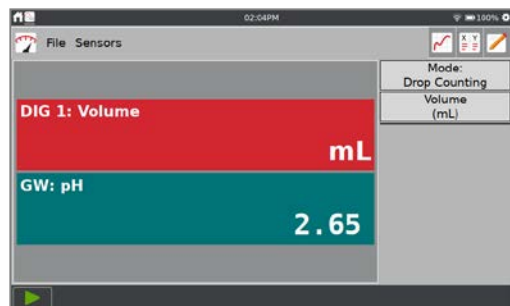 02:04PM
100%
File Sensors
X Y
Mode:
Drop Counting
Volume
(mL)
DIG 1: Volume
mL
GW: pH
2.65